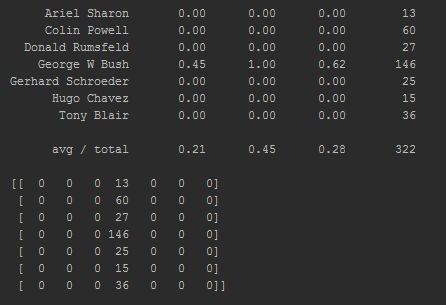 Ariel Sharon 0.00 0.00 0.00 13
Colin Powell 0.00 0.00 0.00 60
Donald Rumsfeld 0.00 0.00 0.00 27
George W Bush 0.45 1.00 0.62 146
Gerhard Schroeder 0.00 0.00 0.00 25
Hugo Chavez 0.00 0.00 0.00 15
Tony Blair 0.00 0.00 0.00 36
avg / total 0.21 0.45 0.28 322
[[ 0 0 0 13 0 0 0]
[ 0 0 0 60 0 0 0]
[ 0 0 0 27 0 0 0]
[ 0 0 0 146 0 0 0]
[ 0 0 0 25 0 0 0]
[ 0 0 0 15 0 0 0]
[ 0 0 0 36 0 0 0]]